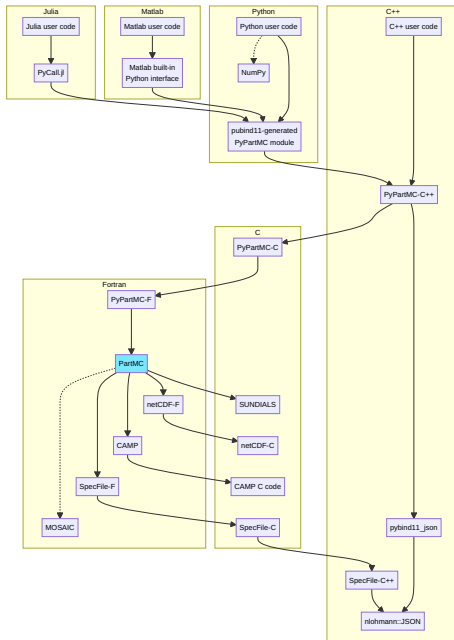 Julia
Matlab
Python
C++
Julia user code
Matlab user code
Python user code
C++ user code
PyCall.jl
Matlab built-in
Python interface
NumPy
pubind11-generated
PyPartMC module
PyPartMC-C++
C
PyPartMC-C
Fortran
PyPartMC-F
PartMC
netCDF-F
SUNDIALS
CAMP
netCDF-C
SpecFile-F
CAMP C code
MOSAIC
SpecFile-C
pybind11_json
SpecFile-C++
nlohmann::JSON